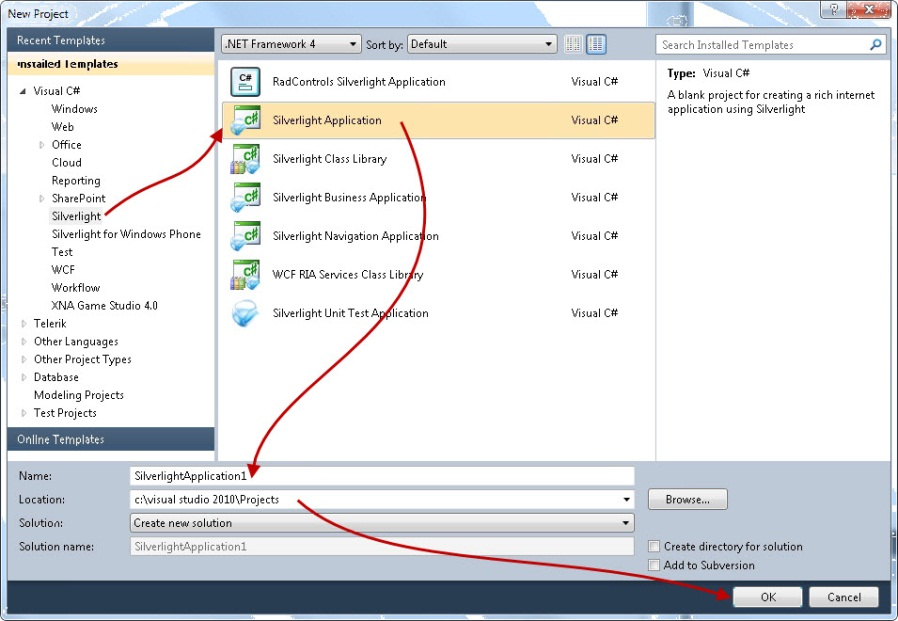 New Project
Recent Templates
Installed Templates
Visual C#
Windows
Web
Office
Cloud
Reporting
SharePoint
Silverlight
Silverlight for Windows Phone
Test
WCF
Workflow
XNA Game Studio 4.0
Telerik
Other Languages
Other Project Types
Database
Modeling Projects
Test Projects
Online Templates
.NET Framework 4 Sort by: Default
RadControls Silverlight Application Visual C#
Silverlight Application Visual C#
Silverlight Class Library Visual C#
Silverlight Business Application Visual C#
Silverlight Navigation Application Visual C#
WCF RIA Services Class Library Visual C#
Silverlight Unit Test Application Visual C#
Search Installed Templates
Type: Visual C#
A blank project for creating a rich internet
application using Silverlight
Name: SilverlightApplication1
Location: c:\visual studio 2010\Projects Browse...
Solution: Create new solution
Solution name: SilverlightApplication1
Create directory for solution
Add to Subversion
OK Cancel